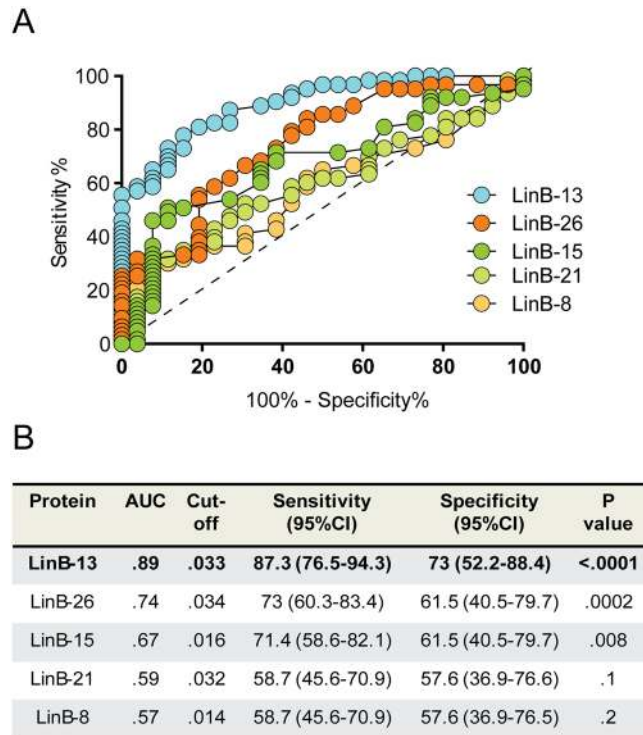 A
100
80
60
40
20
0
Sensitivity %
LinB-13
LinB-26
LinB-15
LinB-21
LinB-8
0 20 40 60 80 100
100% - Specificity%
B
Protein AUC Cut-off Sensitivity (95%CI) Specificity (95%CI) P value
LinB-13 .89 .033 87.3 (76.5-94.3) 73 (52.2-88.4) <.0001
LinB-26 .74 .034 73 (60.3-83.4) 61.5 (40.5-79.7) .0002
LinB-15 .67 .016 71.4 (58.6-82.1) 61.5 (40.5-79.7) .008
LinB-21 .59 .032 58.7 (45.6-70.9) 57.6 (36.9-76.6) .1
LinB-8 .57 .014 58.7 (45.6-70.9) 57.6 (36.9-76.5) .2